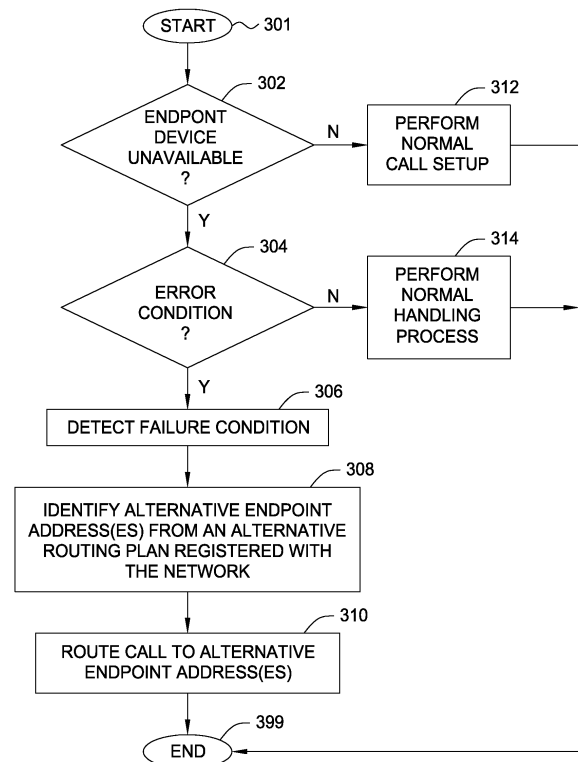 START
301
302
ENDPONT
DEVICE
UNAVAILABLE
?
N
312
PERFORM
NORMAL
CALL SETUP
Y
304
ERROR
CONDITION
?
N
314
PERFORM
NORMAL
HANDLING
PROCESS
Y
306
DETECT FAILURE CONDITION
308
IDENTIFY ALTERNATIVE ENDPOINT
ADDRESS(ES) FROM AN ALTERNATIVE
ROUTING PLAN REGISTERED WITH
THE NETWORK
310
ROUTE CALL TO ALTERNATIVE
ENDPOINT ADDRESS(ES)
399
END